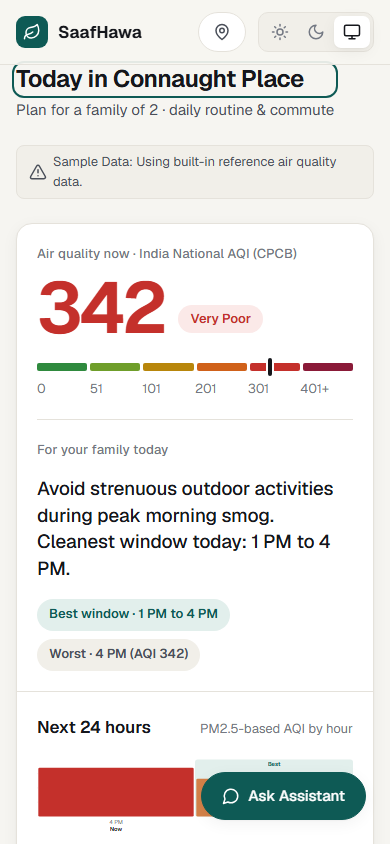 SaafHawa
Today in Connaught Place
Plan for a family of 2 · daily routine & commute
Sample Data: Using built-in reference air quality
data.
Air quality now · India National AQI (CPCB)
342
Very Poor
0 51 101 201 301 401+
For your family today
Avoid strenuous outdoor activities
during peak morning smog.
Cleanest window today: 1 PM to 4
PM.
Best window · 1 PM to 4 PM
Worst · 4 PM (AQI 342)
Next 24 hours PM2.5-based AQI by hour
Best
Ask Assistant
4 PM
Now